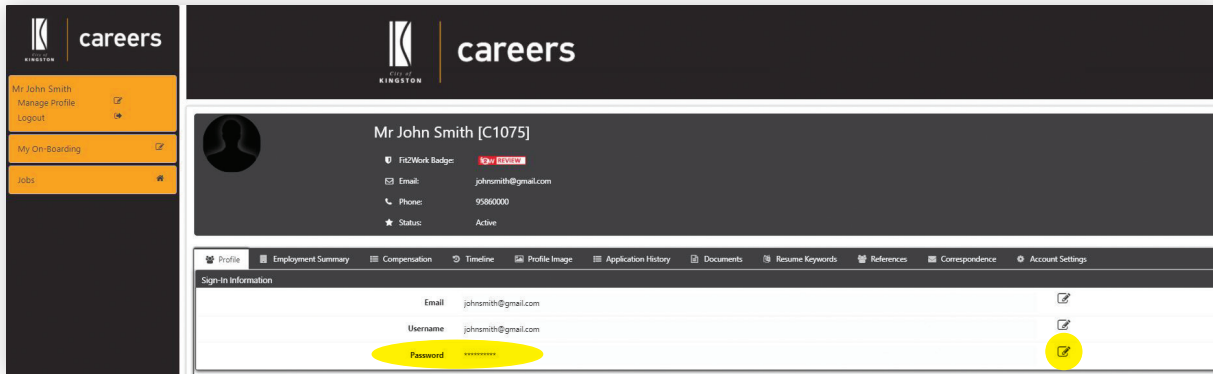 City of
KINGSTON
careers
Mr John Smith
Manage Profile
Logout
My On-Boarding
Jobs
City of
KINGSTON
careers
Mr John Smith [C1075]
Fit2Work Badge: REVIEW
Email: johnsmith@gmail.com
Phone: 95860000
Status: Active
Profile Employment Summary Compensation Timeline Profile Image Application History Documents Resume Keywords References Correspondence Account Settings
Sign-In Information
Email johnsmith@gmail.com
Username johnsmith@gmail.com
Password **********